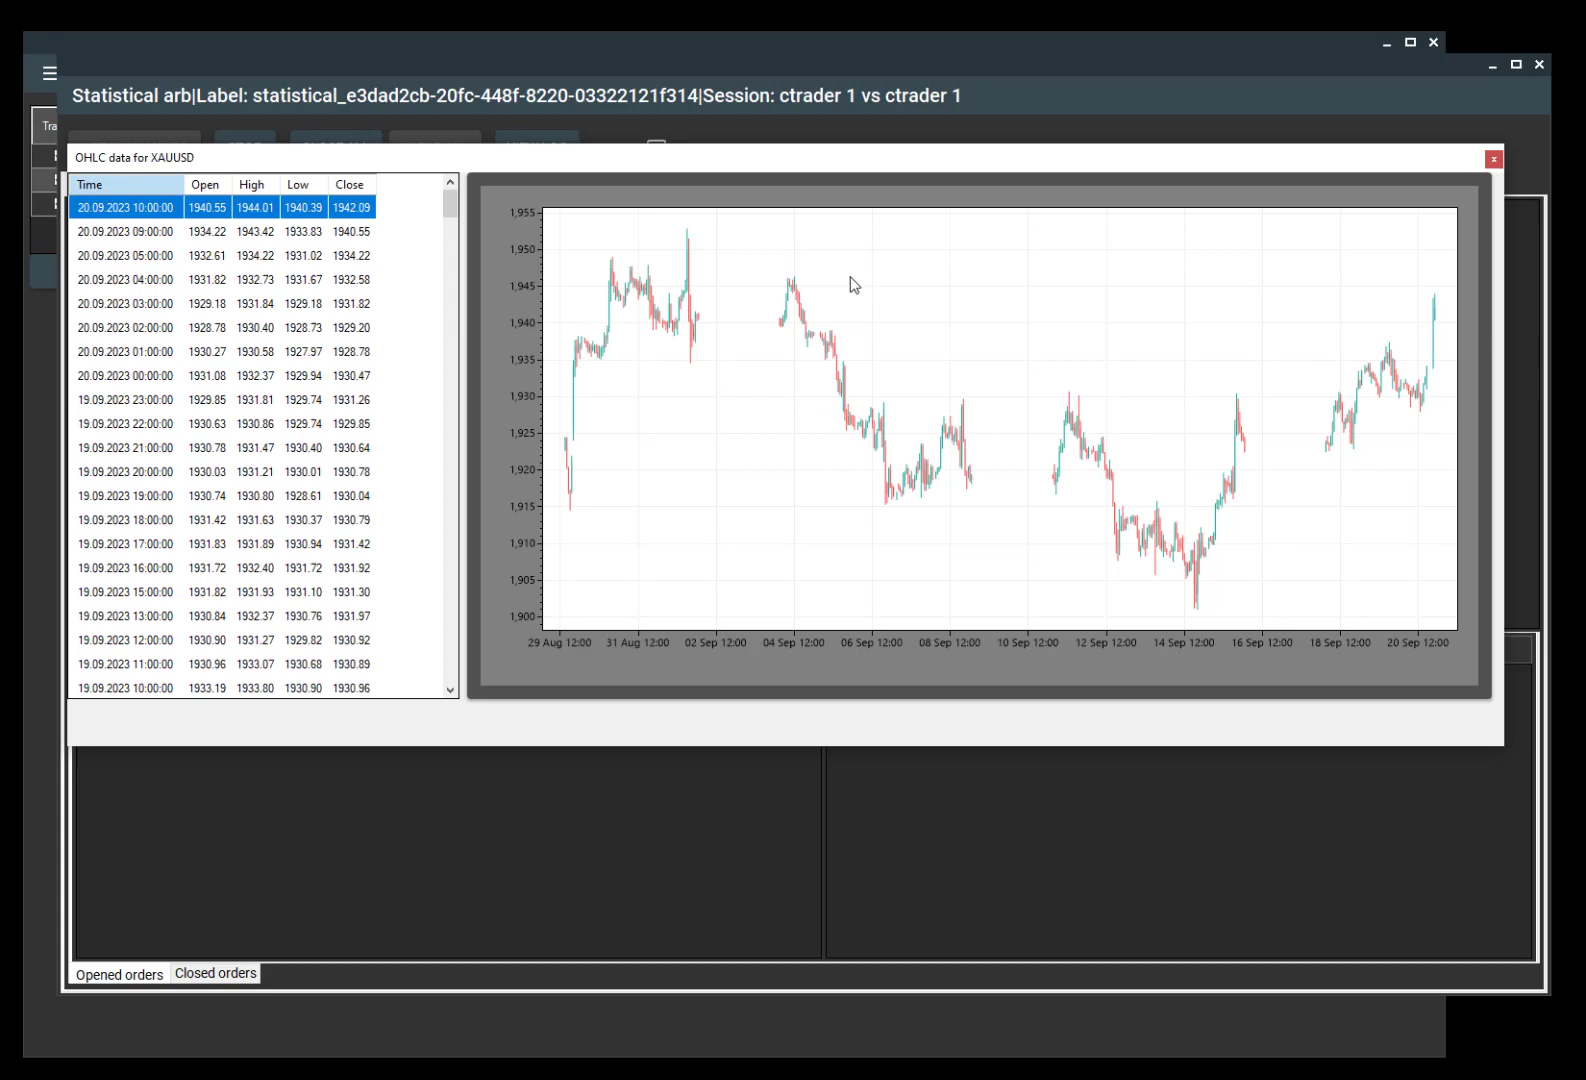 Statistical arb|Label: statistical_e3dad2cb-20fc-448f-8220-03322121f314|Session: ctrader 1 vs ctrader 1
Tra
OHLC data for XAUUSD
Time Open High Low Close
20.09.2023 10:00:00 1940.55 1944.01 1940.39 1942.09
20.09.2023 09:00:00 1934.22 1943.42 1933.83 1940.55
20.09.2023 05:00:00 1932.61 1934.22 1931.02 1934.22
20.09.2023 04:00:00 1931.82 1932.73 1931.67 1932.58
20.09.2023 03:00:00 1929.18 1931.84 1929.18 1931.82
20.09.2023 02:00:00 1928.78 1930.40 1928.73 1929.20
20.09.2023 01:00:00 1930.27 1930.58 1927.97 1928.78
20.09.2023 00:00:00 1931.08 1932.37 1929.94 1930.47
19.09.2023 23:00:00 1929.85 1931.81 1929.74 1931.26
19.09.2023 22:00:00 1930.63 1930.86 1929.74 1929.85
19.09.2023 21:00:00 1930.78 1931.47 1930.40 1930.64
19.09.2023 20:00:00 1930.03 1931.21 1930.01 1930.78
19.09.2023 19:00:00 1930.74 1930.80 1928.61 1930.04
19.09.2023 18:00:00 1931.42 1931.63 1930.37 1930.79
19.09.2023 17:00:00 1931.83 1931.89 1930.94 1931.42
19.09.2023 16:00:00 1931.72 1932.40 1931.72 1931.92
19.09.2023 15:00:00 1931.82 1931.93 1931.10 1931.30
19.09.2023 13:00:00 1930.84 1932.37 1930.76 1931.97
19.09.2023 12:00:00 1930.90 1931.27 1929.82 1930.92
19.09.2023 11:00:00 1930.96 1933.07 1930.68 1930.89
19.09.2023 10:00:00 1933.19 1933.80 1930.90 1930.96
1,955
1,950
1,945
1,940
1,935
1,930
1,925
1,920
1,915
1,910
1,905
1,900
29 Aug 12:00 31 Aug 12:00 02 Sep 12:00 04 Sep 12:00 06 Sep 12:00 08 Sep 12:00 10 Sep 12:00 12 Sep 12:00 14 Sep 12:00 16 Sep 12:00 18 Sep 12:00 20 Sep 12:00
Opened orders Closed orders